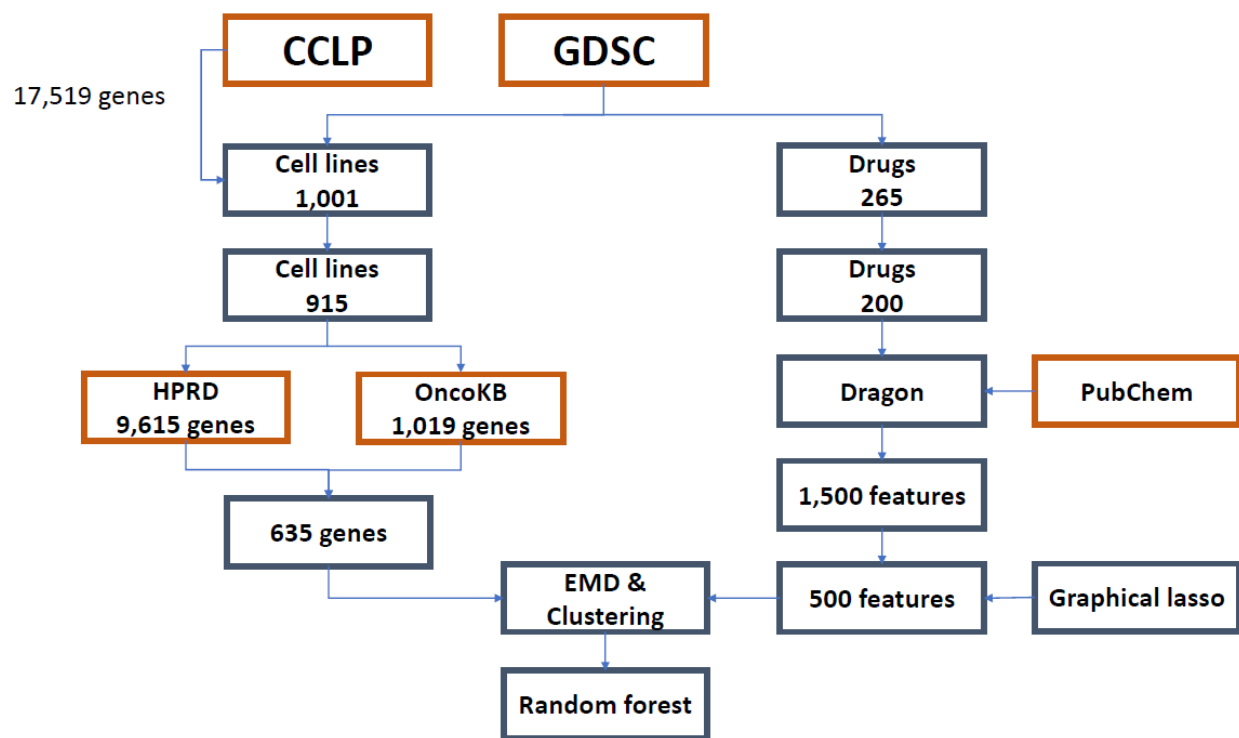 CCLP
GDSC
17,519 genes
Cell lines
1,001
Drugs
265
Cell lines
915
Drugs
200
HPRD
9,615 genes
OncoKB
1,019 genes
Dragon
PubChem
1,500 features
635 genes
EMD &
Clustering
500 features
Graphical lasso
Random forest